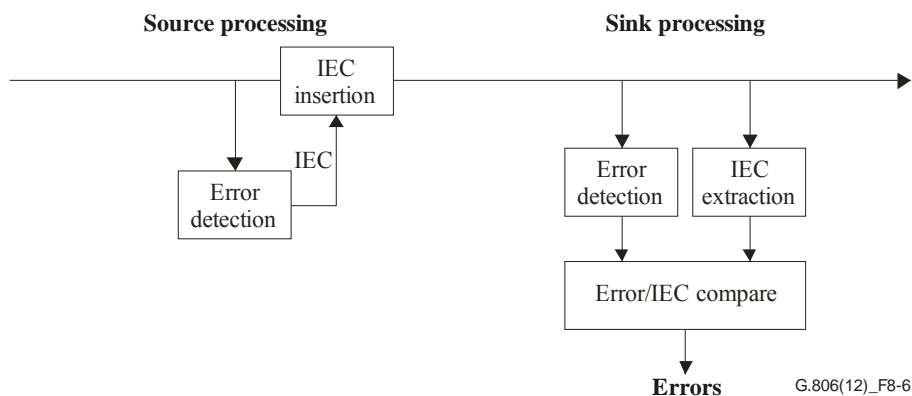 Source processing
Sink processing
IEC
insertion
IEC
Error
detection
Error
detection
IEC
extraction
Error/IEC compare
Errors
G.806(12)_F8-6